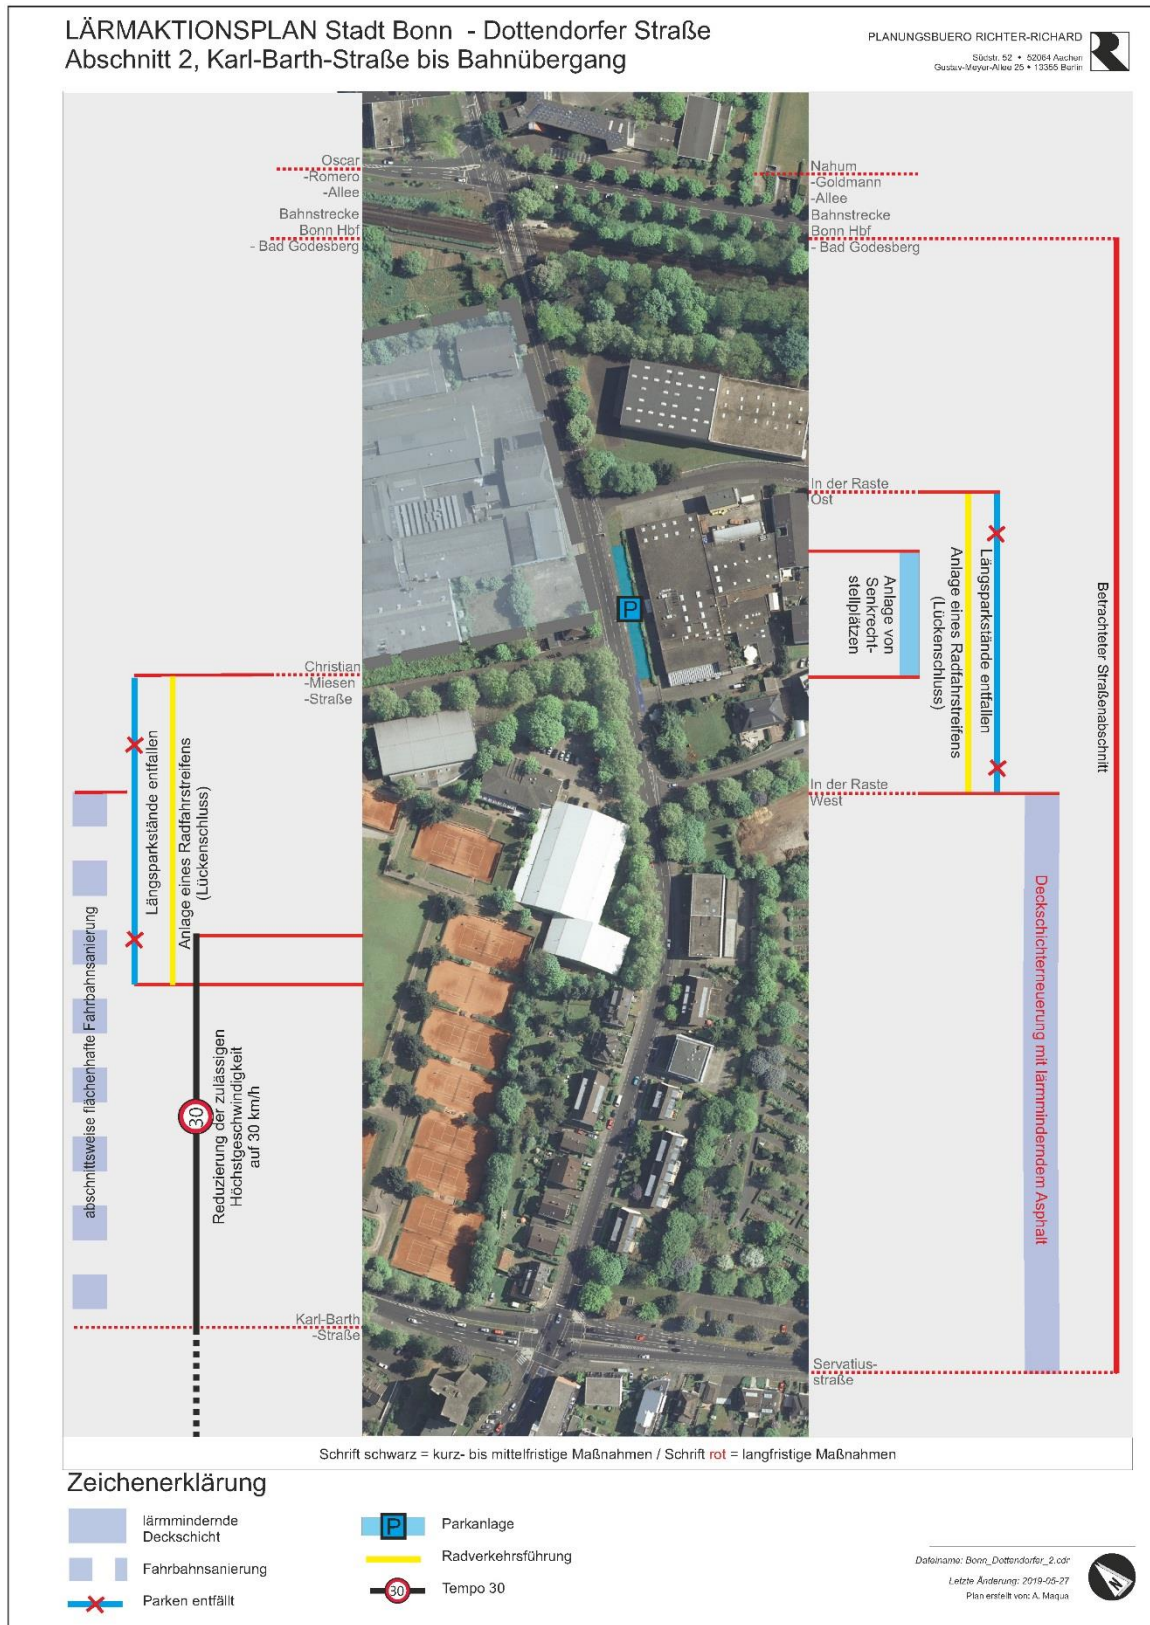 LÄRMAKTIONSPLAN Stadt Bonn - Dottendorfer Straße
Abschnitt 2, Karl-Barth-Straße bis Bahnübergang
PLANUNGSBUERO RICHTER-RICHARD
Südstr. 52 • 52064 Aachen
Gustav-Meyer-Allee 25 • 13355 Berlin
Oscar
-Romero
-Allee
Bahnstrecke
Bonn Hbf
- Bad Godesberg
Nahum
-Goldmann
-Allee
Bahnstrecke
Bonn Hbf
- Bad Godesberg
In der Raste
Ost
P
Anlage von
Senkrecht-
stellplätzen
Anlage eines Radfahrstreifens
(Lückenschluss)
Längsparkstände entfallen
Betrachter Straßenabschnitt
Christian
-Miesen
-Straße
In der Raste
West
Längsparkstände entfallen
Anlage eines Radfahrstreifens
(Lückenschluss)
abschnittsweise flächenhafte Fahrbahnsanierung
30
Reduzierung der zulässigen
Höchstgeschwindigkeit
auf 30 km/h
Deckschichterneuerung mit lärmminderndem Asphalt
Karl-Barth
-Straße
Servatius-
straße
Schrift schwarz = kurz- bis mittelfristige Maßnahmen / Schrift rot = langfristige Maßnahmen
Zeichenerklärung
lärmmindernde
Deckschicht
Fahrbahnsanierung
Parken entfällt
P
Parkanlage
Radverkehrsführung
30
Tempo 30
Dateiname: Bonn_Dottendorfer_2.cdr
Letzte Änderung: 2019-05-27
Plan erstellt von: A. Maqua
N